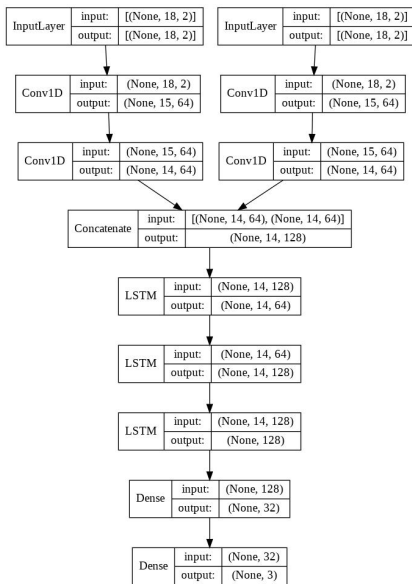 InputLayer input: [(None, 18, 2)] output: [(None, 18, 2)]
InputLayer input: [(None, 18, 2)] output: [(None, 18, 2)]
Conv1D input: (None, 18, 2) output: (None, 15, 64)
Conv1D input: (None, 18, 2) output: (None, 15, 64)
Conv1D input: (None, 15, 64) output: (None, 14, 64)
Conv1D input: (None, 15, 64) output: (None, 14, 64)
Concatenate input: [(None, 14, 64), (None, 14, 64)] output: (None, 14, 128)
LSTM input: (None, 14, 128) output: (None, 14, 64)
LSTM input: (None, 14, 64) output: (None, 14, 128)
LSTM input: (None, 14, 128) output: (None, 128)
Dense input: (None, 128) output: (None, 32)
Dense input: (None, 32) output: (None, 3)